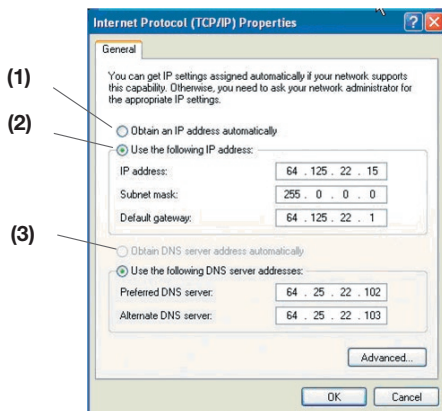 Internet Protocol (TCP/IP) Properties
General
You can get IP settings assigned automatically if your network supports
this capability. Otherwise, you need to ask your network administrator for
the appropriate IP settings.
(1)
Obtain an IP address automatically
(2)
Use the following IP address:
IP address: 64 . 125 . 22 . 15
Subnet mask: 255 . 0 . 0 . 0
Default gateway: 64 . 125 . 22 . 1
(3)
Obtain DNS server address automatically
Use the following DNS server addresses:
Preferred DNS server: 64 . 25 . 22 . 102
Alternate DNS server: 64 . 25 . 22 . 103
Advanced...
OK Cancel